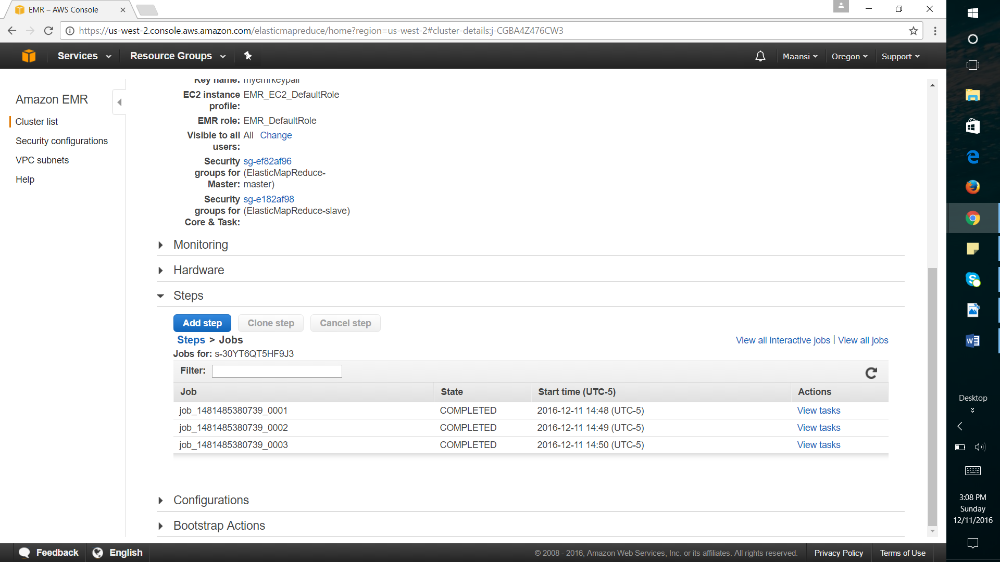 EMR – AWS Console
https://us-west-2.console.aws.amazon.com/elasticmapreduce/home?region=us-west-2#cluster-details:j-CGBA4Z476CW3
Services
Resource Groups
Maansi
Oregon
Support
Amazon EMR
Cluster list
Security configurations
VPC subnets
Help
Key name: myemrkeypair
EC2 instance profile: EMR_EC2_DefaultRole
EMR role: EMR_DefaultRole
Visible to all users: All Change
Security groups for Master: sg-ef82af96 (ElasticMapReduce-master)
Security groups for Core & Task: sg-e182af98 (ElasticMapReduce-slave)
Monitoring
Hardware
Steps
Add step Clone step Cancel step
Steps > Jobs
View all interactive jobs | View all jobs
Jobs for: s-30YT6QT5HF9J3
Filter:
Job State Start time (UTC-5) Actions
job_1481485380739_0001 COMPLETED 2016-12-11 14:48 (UTC-5) View tasks
job_1481485380739_0002 COMPLETED 2016-12-11 14:49 (UTC-5) View tasks
job_1481485380739_0003 COMPLETED 2016-12-11 14:50 (UTC-5) View tasks
Configurations
Bootstrap Actions
Feedback English
© 2008 - 2016, Amazon Web Services, Inc. or its affiliates. All rights reserved. Privacy Policy Terms of Use
Desktop
3:08 PM
Sunday
12/11/2016